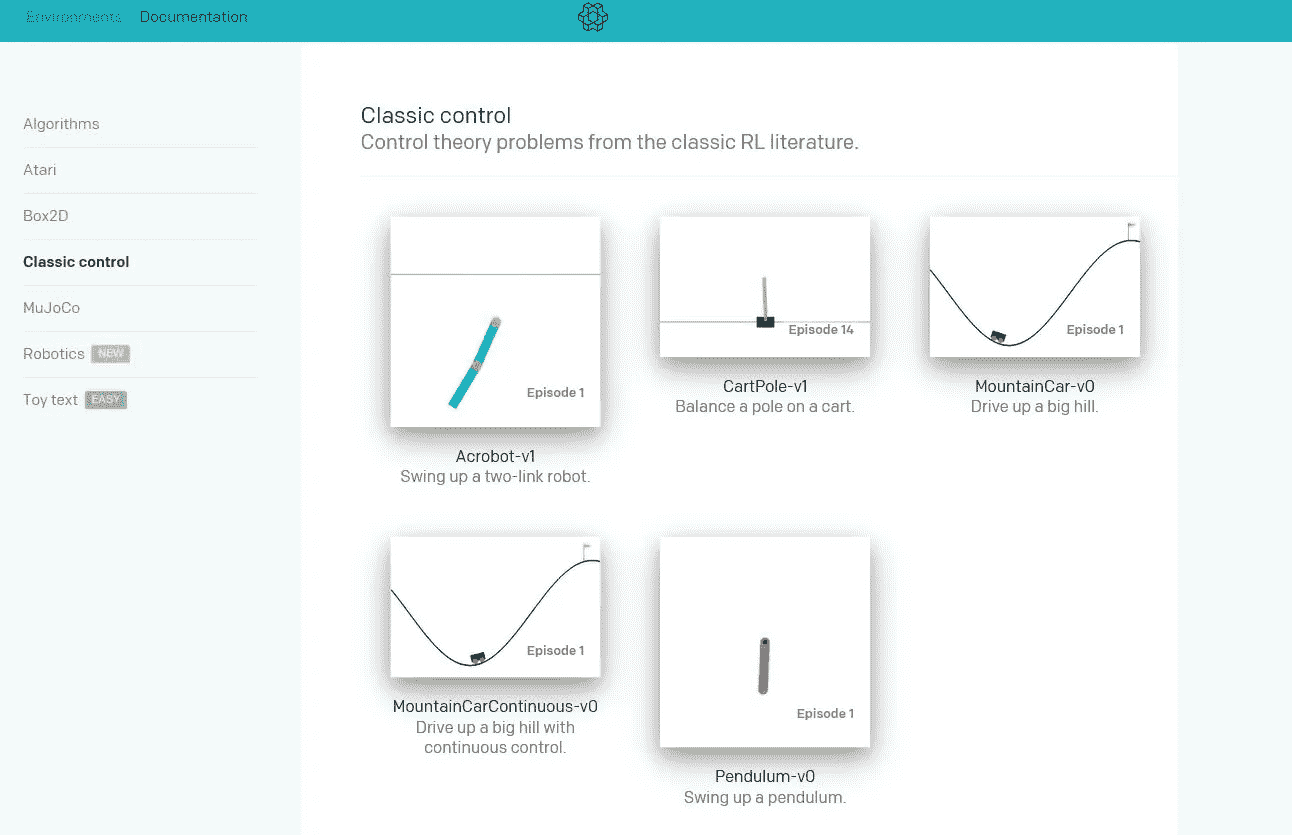 Environments Documentation
Algorithms
Atari
Box2D
Classic control
MuJoCo
Robotics NEW
Toy text EASY
Classic control
Control theory problems from the classic RL literature.
Episode 1
Acrobot-v1
Swing up a two-link robot.
Episode 14
CartPole-v1
Balance a pole on a cart.
Episode 1
MountainCar-v0
Drive up a big hill.
Episode 1
MountainCarContinuous-v0
Drive up a big hill with
continuous control.
Episode 1
Pendulum-v0
Swing up a pendulum.